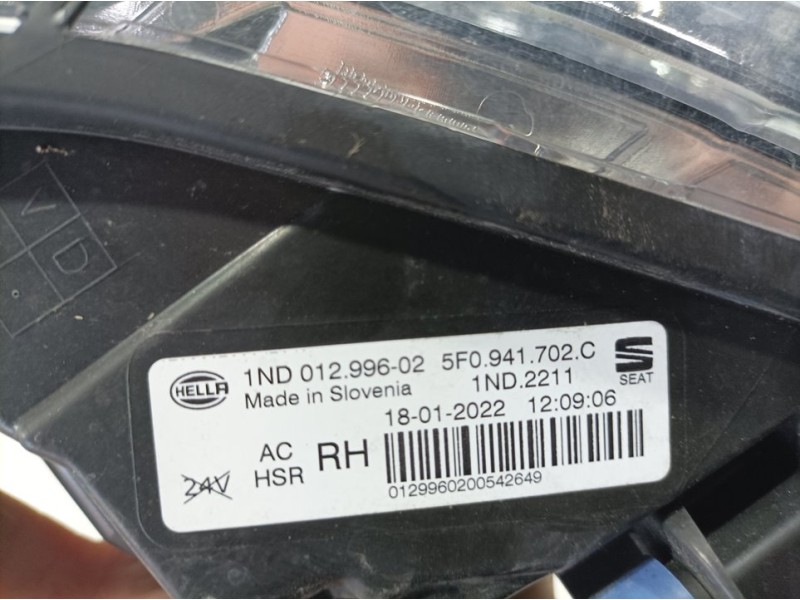 V
D
HELLA
1ND 012.996-02 5F0.941.702.C
Made in Slovenia 1ND.2211
SEAT
18-01-2022 12:09:06
AC
HSR
RH
24V
0129960200542649